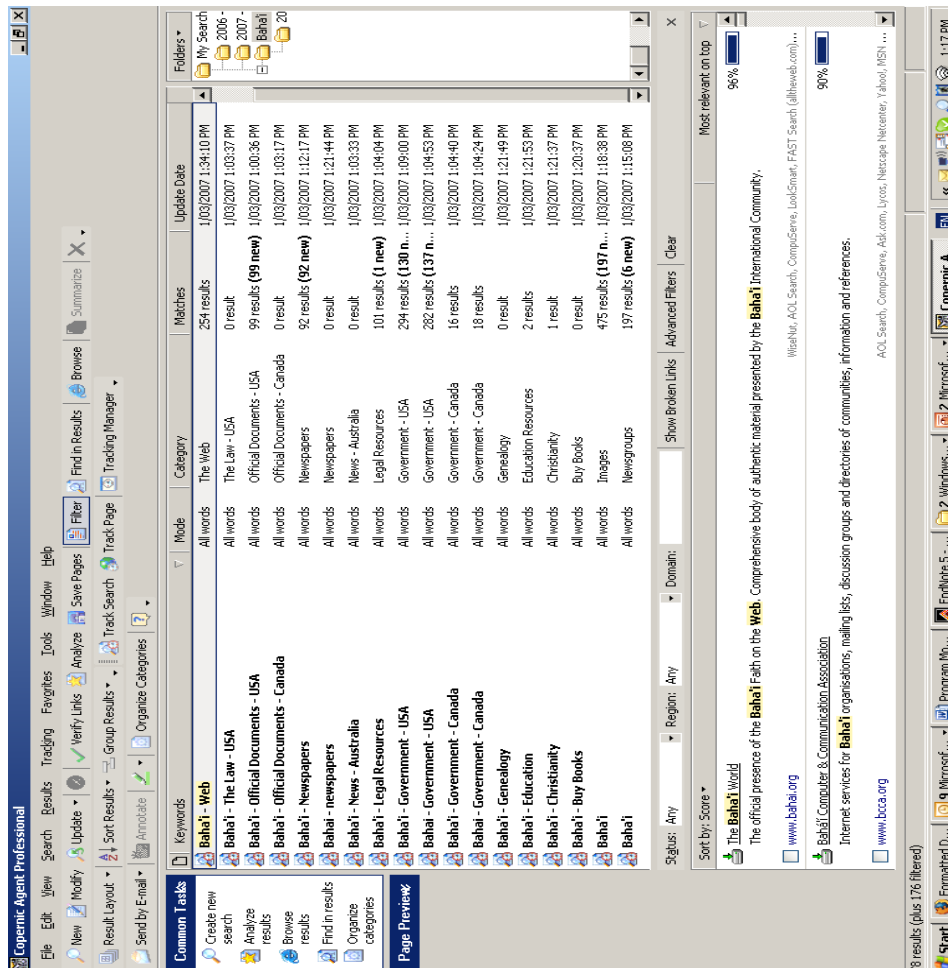 Copernic Agent Professional
File Edit View Search Results Tracking Favorites Tools Window Help
New Modify Update Verify Links Analyze Save Pages Filter Find in Results Browse Summarize
Result Layout Sort Results Group Results Track Search Track Page Tracking Manager
Send by E-mail Annotate Organize Categories
Common Tasks
Create new search
Analyze results
Browse results
Find in results
Organize categories
Page Preview
Keywords Mode Category Matches Update Date
Baha'i - Web All words The Web 254 results 1/03/2007 1:34:10 PM
Baha'i - The Law - USA All words The Law - USA 0 result 1/03/2007 1:03:37 PM
Baha'i - Official Documents - USA All words Official Documents - USA 99 results (99 new) 1/03/2007 1:00:36 PM
Baha'i - Official Documents - Canada All words Official Documents - Canada 0 result 1/03/2007 1:03:17 PM
Baha'i - Newspapers All words Newspapers 92 results (92 new) 1/03/2007 1:12:17 PM
Bahai - newspapers All words Newspapers 0 result 1/03/2007 1:21:44 PM
Baha'i - News - Australia All words News - Australia 0 result 1/03/2007 1:03:33 PM
Baha'i - Legal Resources All words Legal Resources 101 results (1 new) 1/03/2007 1:04:04 PM
Baha'i - Government - USA All words Government - USA 294 results (130 n... 1/03/2007 1:09:00 PM
Baha'i - Government - USA All words Government - USA 282 results (137 n... 1/03/2007 1:04:53 PM
Baha'i - Government - Canada All words Government - Canada 16 results 1/03/2007 1:04:40 PM
Baha'i - Government - Canada All words Government - Canada 18 results 1/03/2007 1:04:24 PM
Baha'i - Genealogy All words Genealogy 0 result 1/03/2007 1:21:49 PM
Baha'i - Education All words Education Resources 2 results 1/03/2007 1:21:53 PM
Baha'i - Christianity All words Christianity 1 result 1/03/2007 1:21:37 PM
Baha'i - Buy Books All words Buy Books 0 result 1/03/2007 1:20:37 PM
Baha'i All words Images 475 results (197 n... 1/03/2007 1:18:38 PM
Baha'i All words Newsgroups 197 results (6 new) 1/03/2007 1:15:08 PM
Folders
My Search
2006 -
2007 -
Baha'i
20
Status: Any Region: Any Domain: Show Broken Links Advanced Filters Clear
Sort by: Score Most relevant on top
The Baha'i World 96%
The official presence of the Baha'i Faith on the Web. Comprehensive body of authentic material presented by the Baha'i International Community.
www.bahai.org WiseNut, AOL Search, CompuServe, LookSmart, FAST Search (alltheweb.com)...
Bahá'í Computer & Communication Association 90%
Internet services for Baha'i organisations, mailing lists, discussion groups and directories of communities, information and references.
www.bcca.org AOL Search, CompuServe, Ask.com, Lycos, Netscape Netcenter, Yahoo!, MSN ...
8 results (plus 176 filtered)
Start Formatted D... 9 Microsof... Program Mo... EndNote 5 - ... 2 Windows... 2 Microsof... Copernic A... EN 1:17 PM